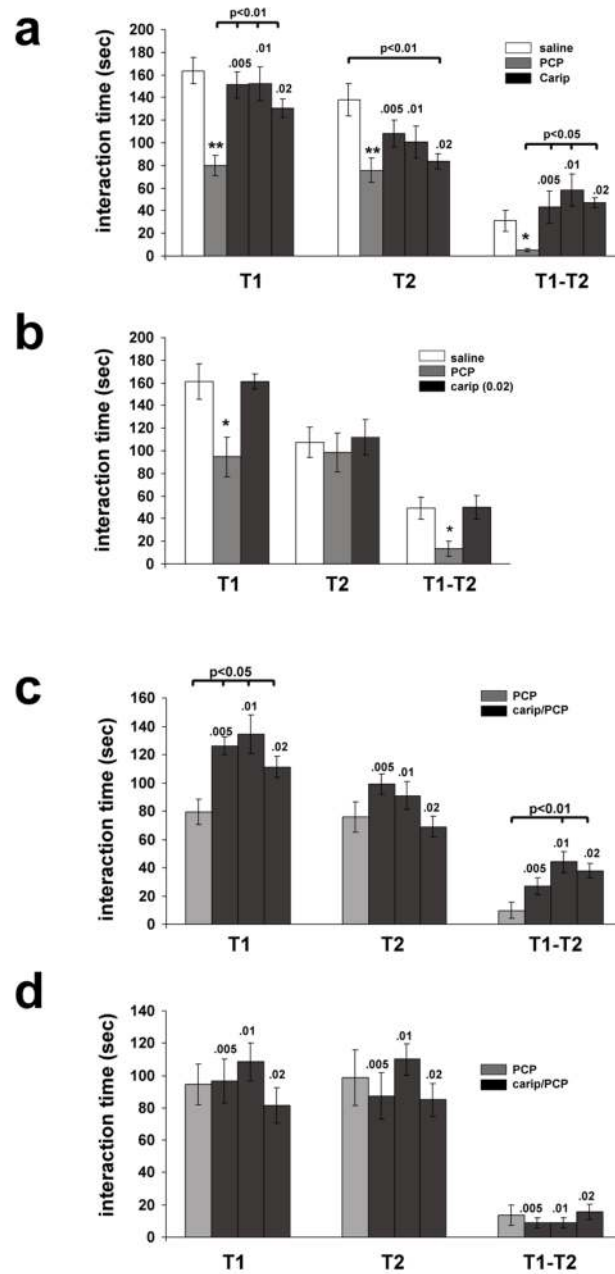 a
p<0.01
p<0.01
p<0.05
saline
PCP
Carip
interaction time (sec)
180
160
140
120
100
80
60
40
20
0
**
.005
.01
.02
**
.005
.01
.02
*
.005
.01
.02
T1
T2
T1-T2
b
saline
PCP
carip (0.02)
interaction time (sec)
200
180
160
140
120
100
80
60
40
20
0
*
*
T1
T2
T1-T2
c
p<0.05
p<0.01
PCP
carip/PCP
interaction time (sec)
160
140
120
100
80
60
40
20
0
.005
.01
.02
.005
.01
.02
.005
.01
.02
T1
T2
T1-T2
d
PCP
carip/PCP
interaction time (sec)
140
120
100
80
60
40
20
0
.005
.01
.02
.005
.01
.02
.005
.01
.02
T1
T2
T1-T2